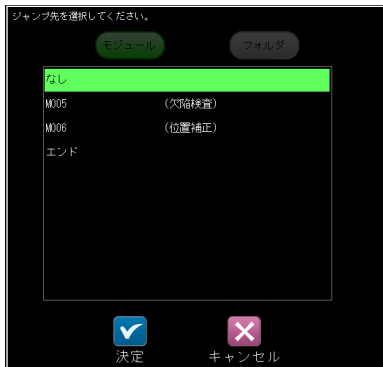 ジャンプ先を選択してください。
モジュール フォルダ
なし
M005 (欠陥検査)
M006 (位置補正)
エンド
決定 キャンセル